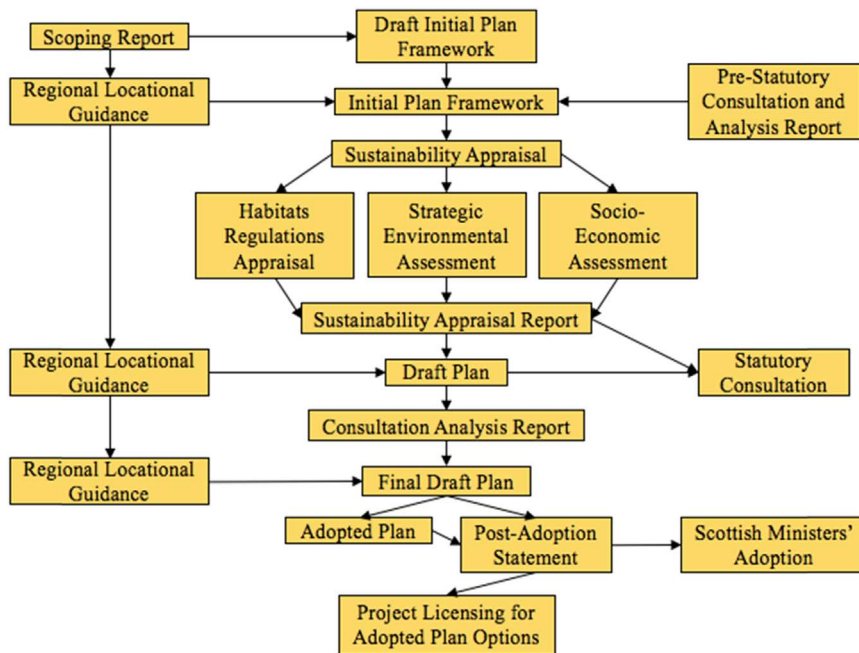 Scoping Report
Draft Initial Plan
Framework
Regional Locational
Guidance
Initial Plan Framework
Pre-Statutory
Consultation and
Analysis Report
Sustainability Appraisal
Habitats
Regulations
Appraisal
Strategic
Environmental
Assessment
Socio-
Economic
Assessment
Sustainability Appraisal Report
Regional Locational
Guidance
Draft Plan
Statutory
Consultation
Consultation Analysis Report
Regional Locational
Guidance
Final Draft Plan
Adopted Plan
Post-Adoption
Statement
Scottish Ministers’
Adoption
Project Licensing for
Adopted Plan Options